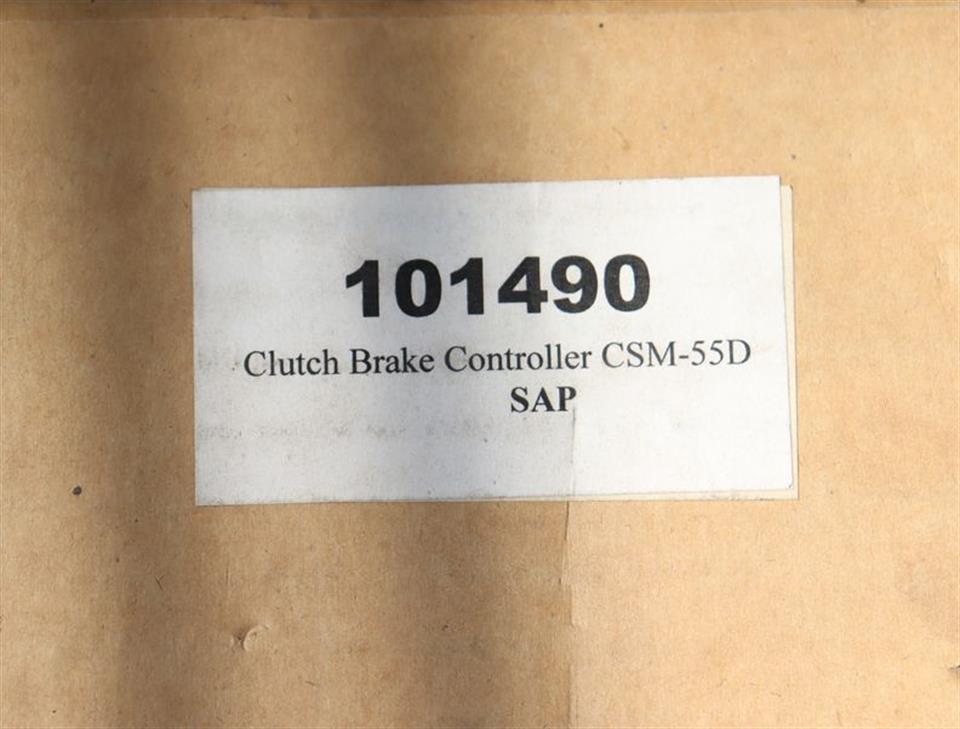 101490
Clutch Brake Controller CSM-55D
SAP